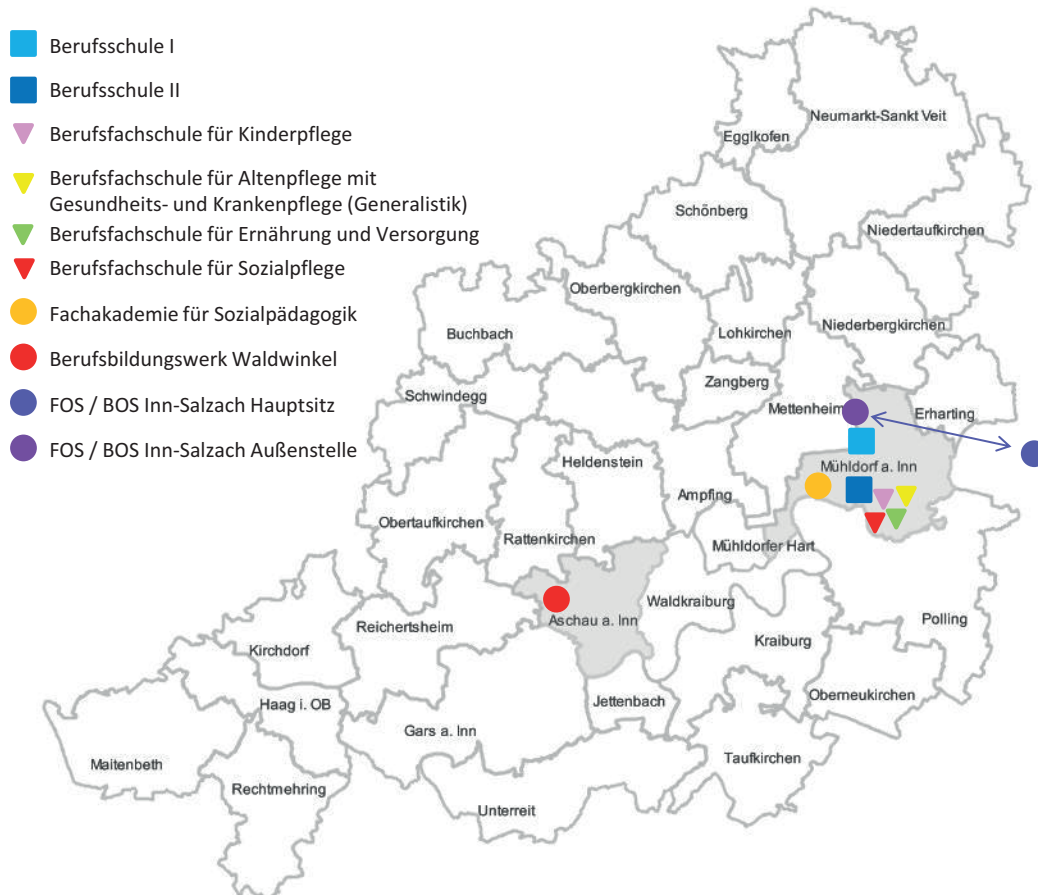 Berufsschule I
Berufsschule II
Berufsfachschule für Kinderpflege
Berufsfachschule für Altenpflege mit
Gesundheits- und Krankenpflege (Generalistik)
Berufsfachschule für Ernährung und Versorgung
Berufsfachschule für Sozialpflege
Fachakademie für Sozialpädagogik
Berufsbildungswerk Waldwinkel
FOS / BOS Inn-Salzach Hauptsitz
FOS / BOS Inn-Salzach Außenstelle
Neumarkt-Sankt Veit
Egglkofen
Schönberg
Niedertaufkirchen
Oberbergkirchen
Lohkirchen
Niederbergkirchen
Buchbach
Zangberg
Schwindegg
Mettenheim
Erharting
Heldenstein
Mühldorf a. Inn
Ampfing
Obertaufkirchen
Rattenkirchen
Mühldorfer Hart
Waldkraiburg
Aschau a. Inn
Reichertsheim
Polling
Kraiburg
Kirchdorf
Oberneukirchen
Haag i. OB
Jettenbach
Gars a. Inn
Taufkirchen
Maitenbeth
Rechtmehring
Unterreit